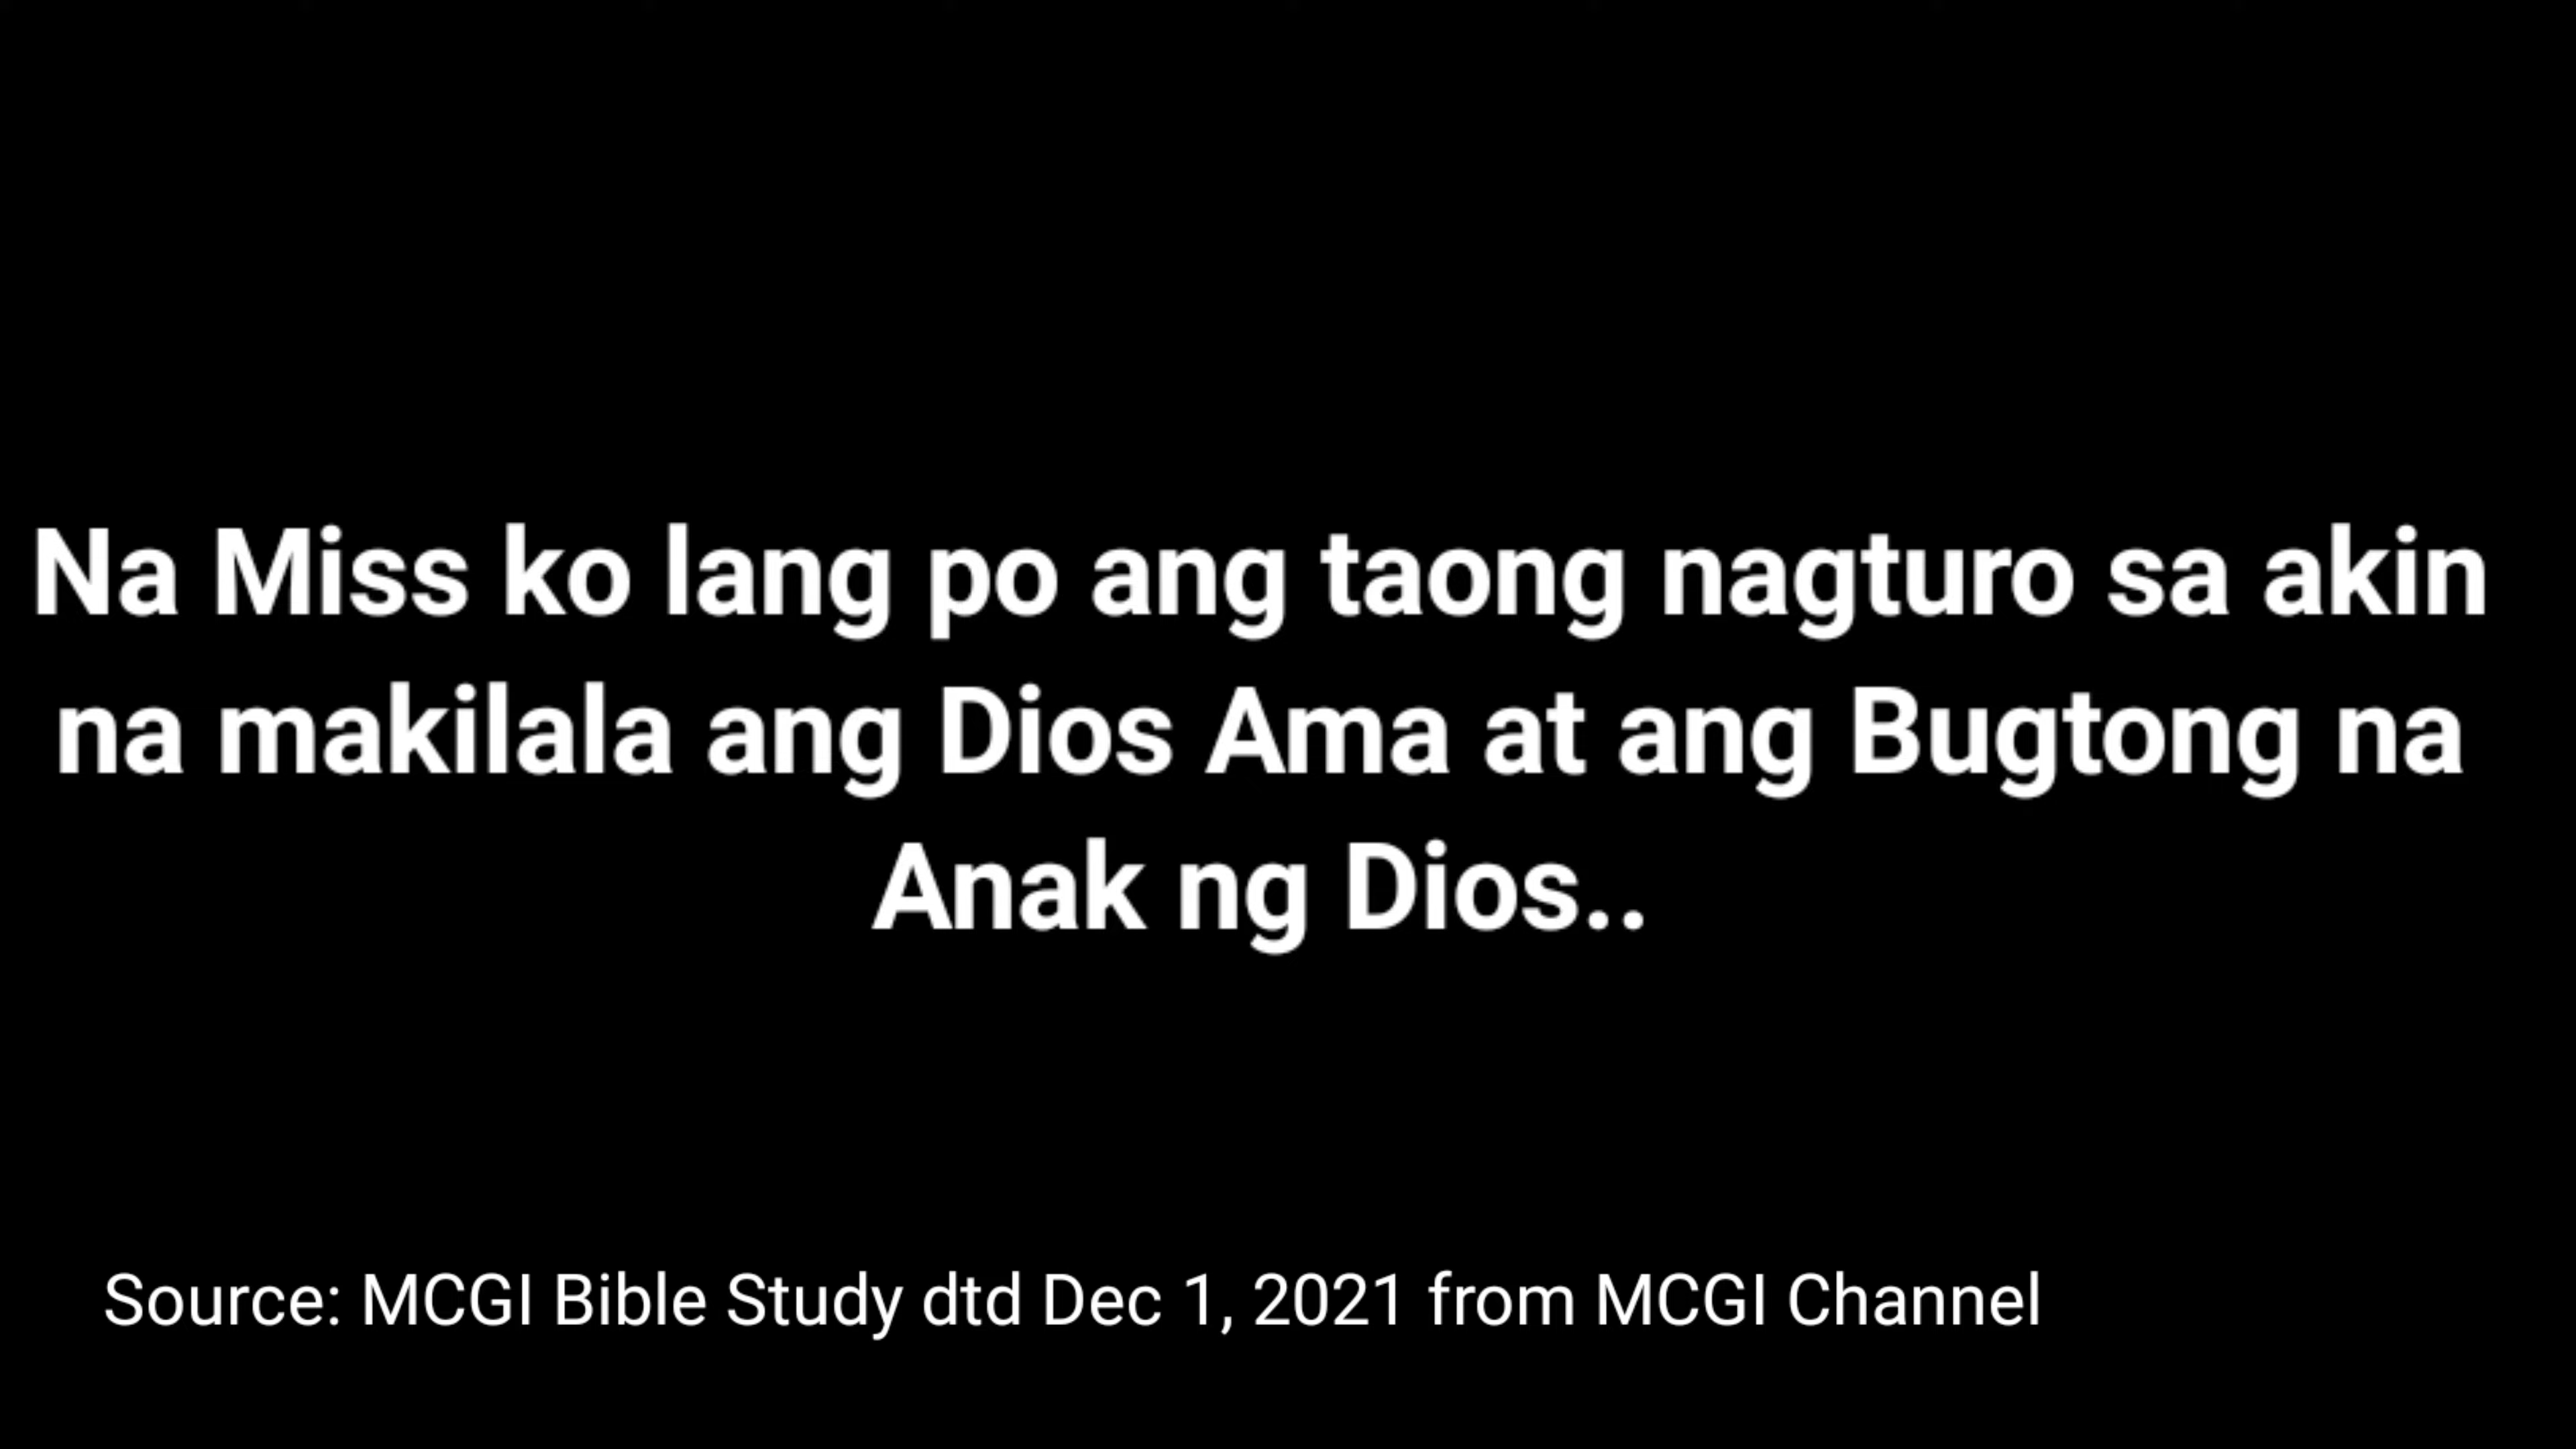 Na Miss ko lang po ang taong nagturo sa akin
na makilala ang Dios Ama at ang Bugtong na
Anak ng Dios..
Source: MCGI Bible Study dtd Dec 1, 2021 from MCGI Channel